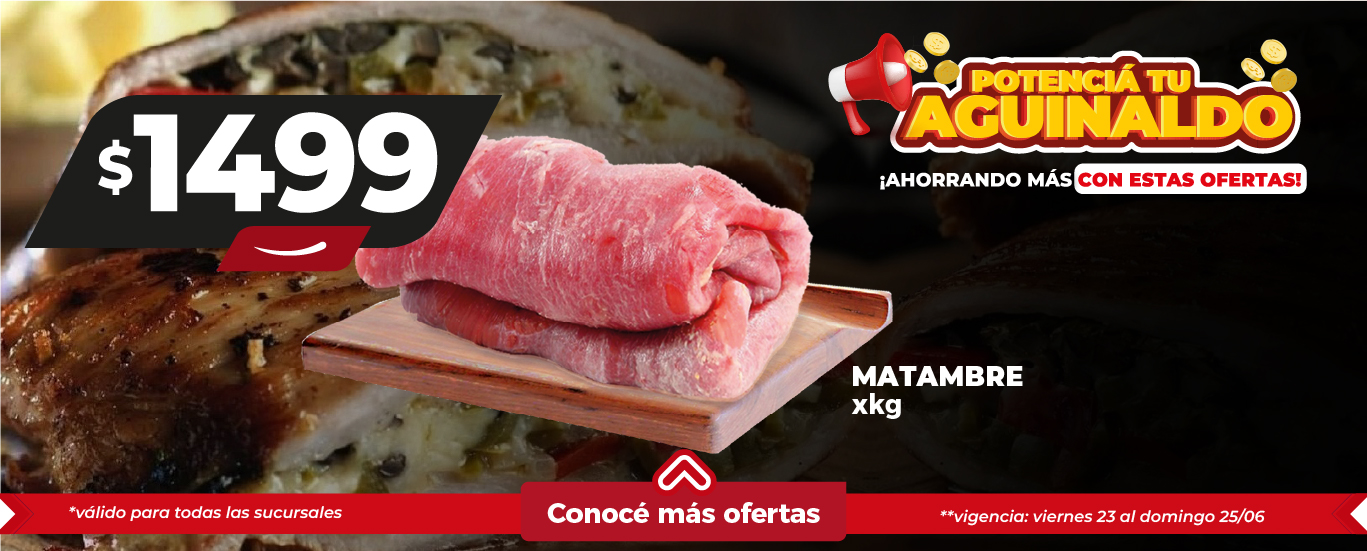 $1499
POTENCIÁ TU
AGUINALDO
¡AHORRANDO MÁS CON ESTAS OFERTAS!
MATAMBRE
xkg
*válido para todas las sucursales
Conocé más ofertas
**vigencia: viernes 23 al domingo 25/06